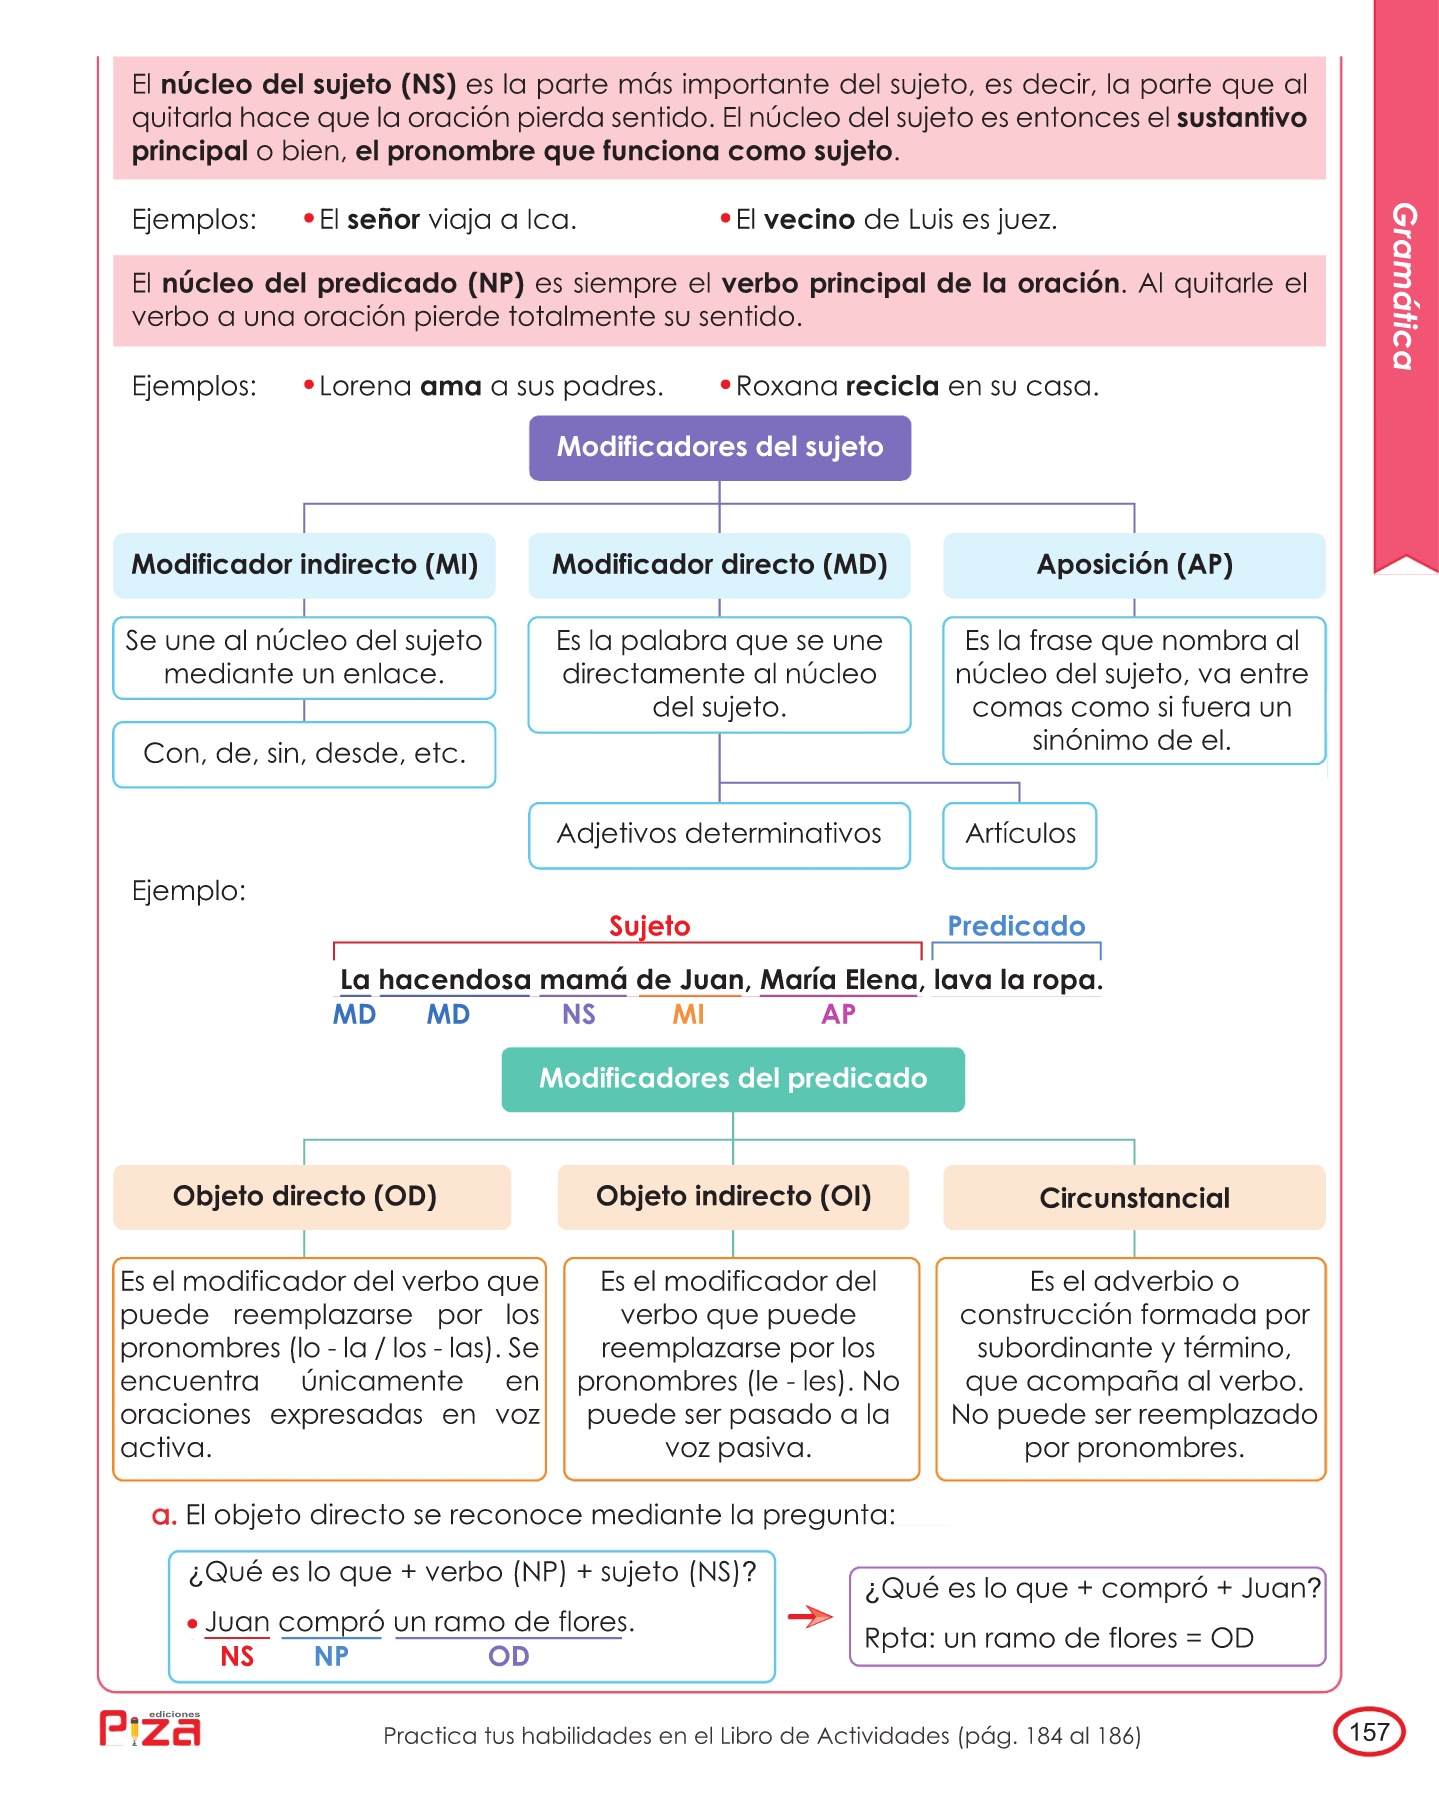 El núcleo del sujeto (NS) es la parte más importante del sujeto, es decir, la parte que al
quitarla hace que la oración pierda sentido. El núcleo del sujeto es entonces el sustantivo
principal o bien, el pronombre que funciona como sujeto.
Ejemplos: • El señor viaja a Ica. • El vecino de Luis es juez.
El núcleo del predicado (NP) es siempre el verbo principal de la oración. Al quitarle el
verbo a una oración pierde totalmente su sentido.
Ejemplos: • Lorena ama a sus padres. • Roxana recicla en su casa.
Gramática
Modificadores del sujeto
Modificador indirecto (MI)
Se une al núcleo del sujeto
mediante un enlace.
Con, de, sin, desde, etc.
Modificador directo (MD)
Es la palabra que se une
directamente al núcleo
del sujeto.
Adjetivos determinativos
Artículos
Aposición (AP)
Es la frase que nombra al
núcleo del sujeto, va entre
comas como si fuera un
sinónimo de el.
Ejemplo:
Sujeto Predicado
La hacendosa mamá de Juan, María Elena, lava la ropa.
MD MD NS MI AP
Modificadores del predicado
Objeto directo (OD)
Es el modificador del verbo que
puede reemplazarse por los
pronombres (lo - la / los - las). Se
encuentra únicamente en
oraciones expresadas en voz
activa.
Objeto indirecto (OI)
Es el modificador del
verbo que puede
reemplazarse por los
pronombres (le - les). No
puede ser pasado a la
voz pasiva.
Circunstancial
Es el adverbio o
construcción formada por
subordinante y término,
que acompaña al verbo.
No puede ser reemplazado
por pronombres.
a. El objeto directo se reconoce mediante la pregunta:
¿Qué es lo que + verbo (NP) + sujeto (NS)?
• Juan compró un ramo de flores.
NS NP OD
¿Qué es lo que + compró + Juan?
Rpta: un ramo de flores = OD
ediciones
Piza
Practica tus habilidades en el Libro de Actividades (pág. 184 al 186)
157